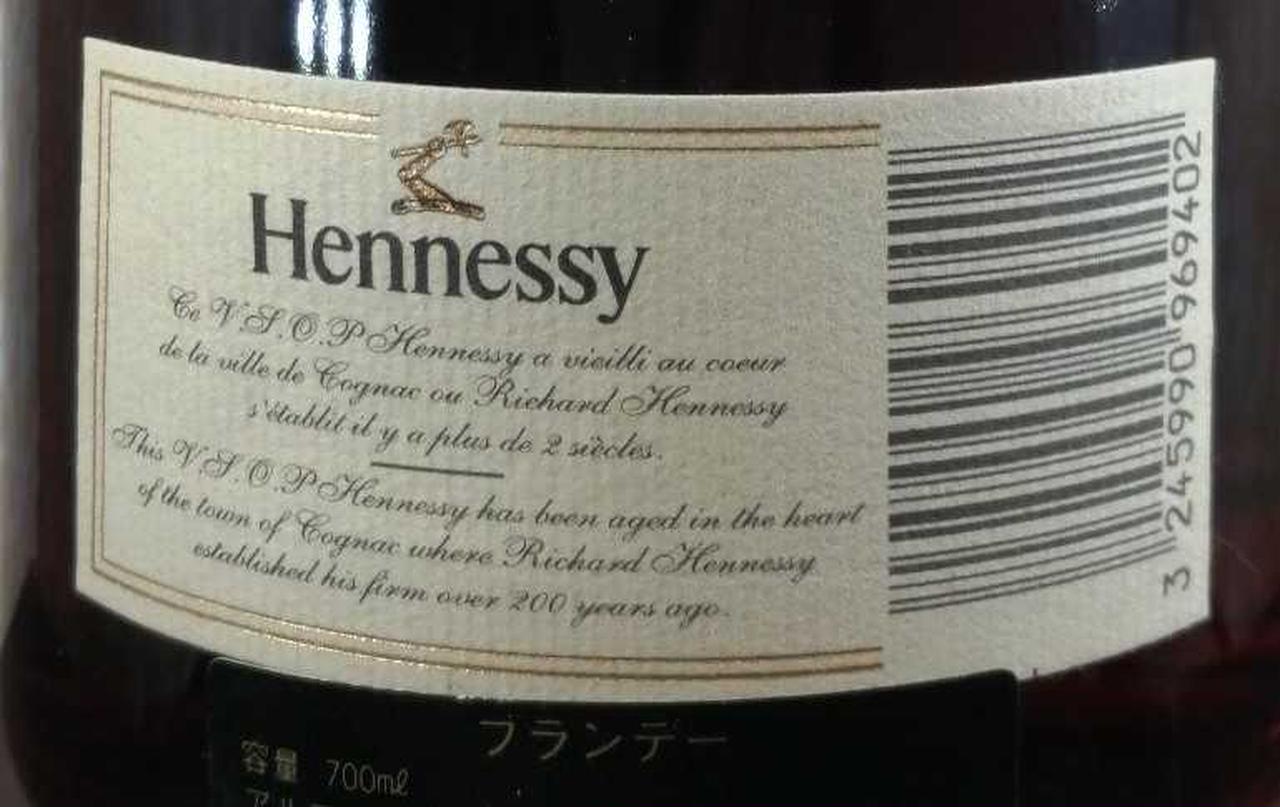 Hennessy
Ce V.S.O.P Hennessy a vieilli au coeur
de la ville de Cognac ou Richard Hennessy
s'établit il y a plus de 2 siècles.
This V.S.O.P Hennessy has been aged in the heart
of the town of Cognac where Richard Hennessy
established his firm over 200 years ago.
3 245990 969402
ブランデー
容量 700ml